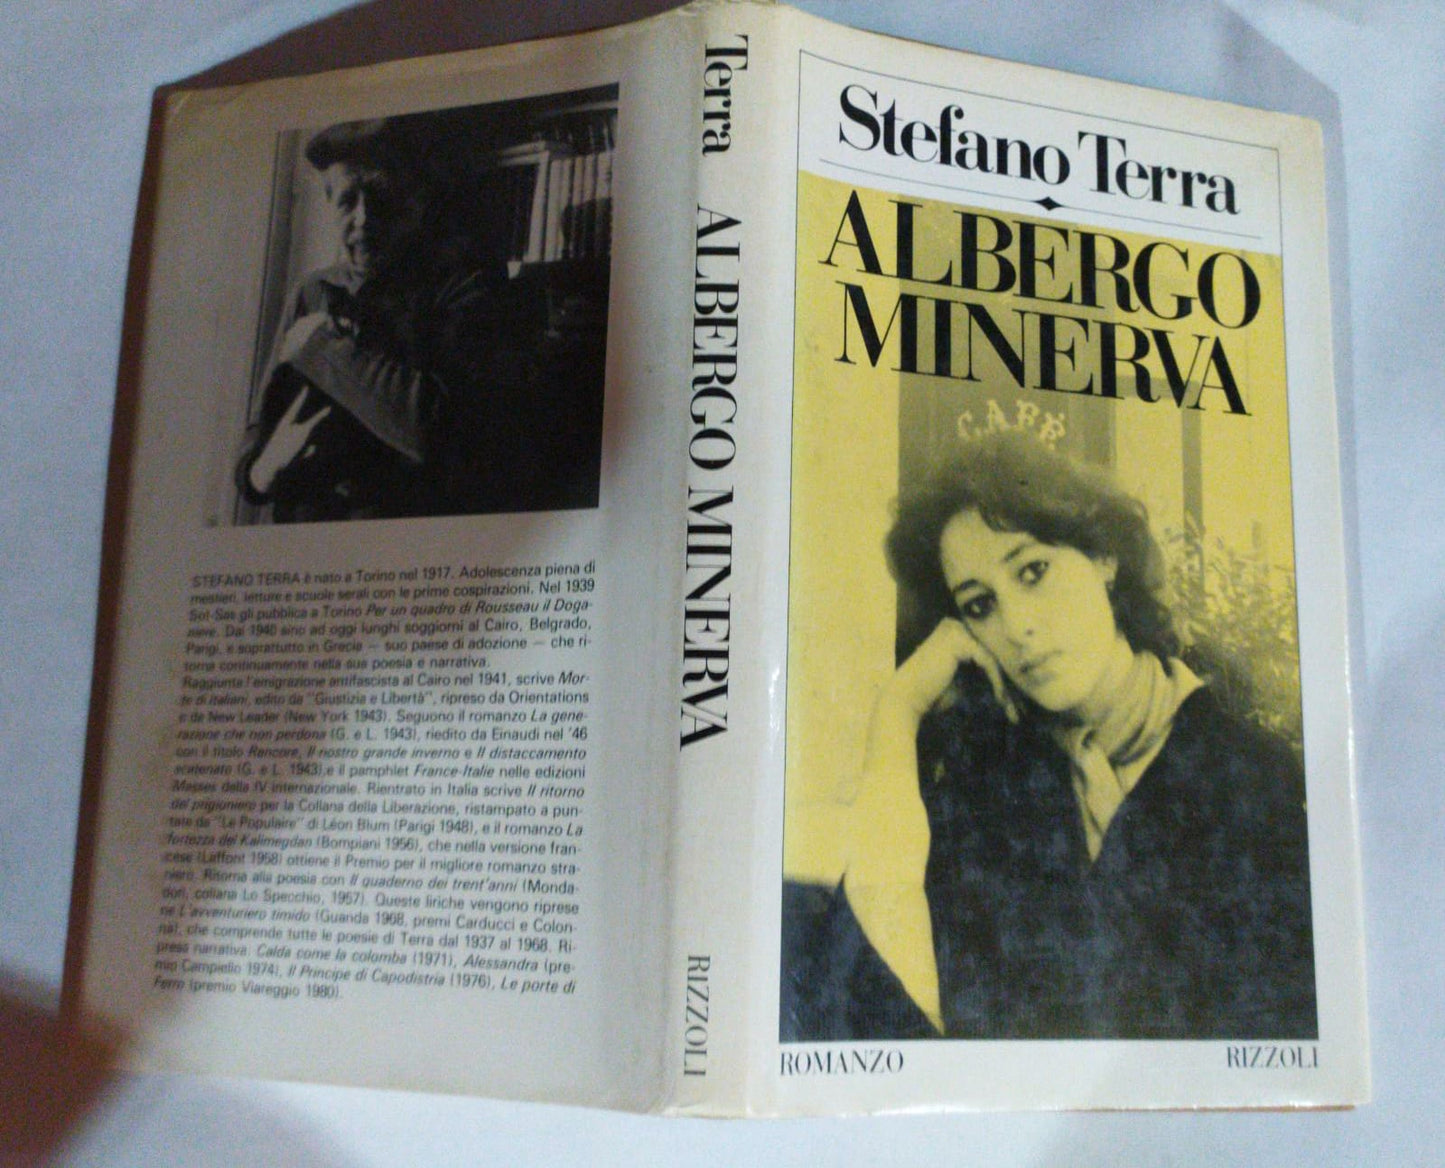 STEFANO TERRA è nato a Torino nel 1917. Adolescenza piena di
mestieri, letture e scuole serali con le prime cospirazioni. Nel 1939
Sol-Sas gli pubblica a Torino Per un quadro di Rousseau il Doga-
niere. Dal 1940 sino ad oggi lunghi soggiorni al Cairo, Belgrado,
Parigi, e soprattutto in Grecia — suo paese di adozione — che ri-
torna continuamente nella sua poesia e narrativa.
Raggiunta l'emigrazione antifascista al Cairo nel 1941, scrive Mor-
te di italiani, edito da "Giustizia e Libertà", ripreso da Orientations
e da New Leader (New York 1943). Seguono il romanzo La gene-
razione che non perdona (G. e L. 1943), riedito da Einaudi nel '46
con il titolo Rancore, Il nostro grande inverno e Il distaccamento
scatenato (G. e L. 1943) e il pamphlet France-Italie nelle edizioni
Masses della IV Internazionale. Rientrato in Italia scrive Il ritorno
del prigioniero per la Collana della Liberazione, ristampato a pun-
tate da "Le Populaire" di Léon Blum (Parigi 1948), e il romanzo La
fortezza del Kalimegdan (Bompiani 1956), che nella versione fran-
cese (Laffont 1958) ottiene il Premio per il migliore romanzo stra-
niero. Ritorna alla poesia con Il quaderno dei trent'anni (Monda-
dori, collana Lo Specchio, 1957). Queste liriche vengono riprese
ne L'avventuriero timido (Guanda 1968, premi Carducci e Colon-
na), che comprende tutte le poesie di Terra dal 1937 al 1968. Ri-
presa narrativa: Calda come la colomba (1971), Alessandra (pre-
mio Campiello 1974), Il Principe di Capodistria (1976), Le porte di
Ferro (premio Viareggio 1980).
Terra ALBERGO MINERVA RIZZOLI
Stefano Terra
ALBERGO
MINERVA
CAFÈ
ROMANZO
RIZZOLI